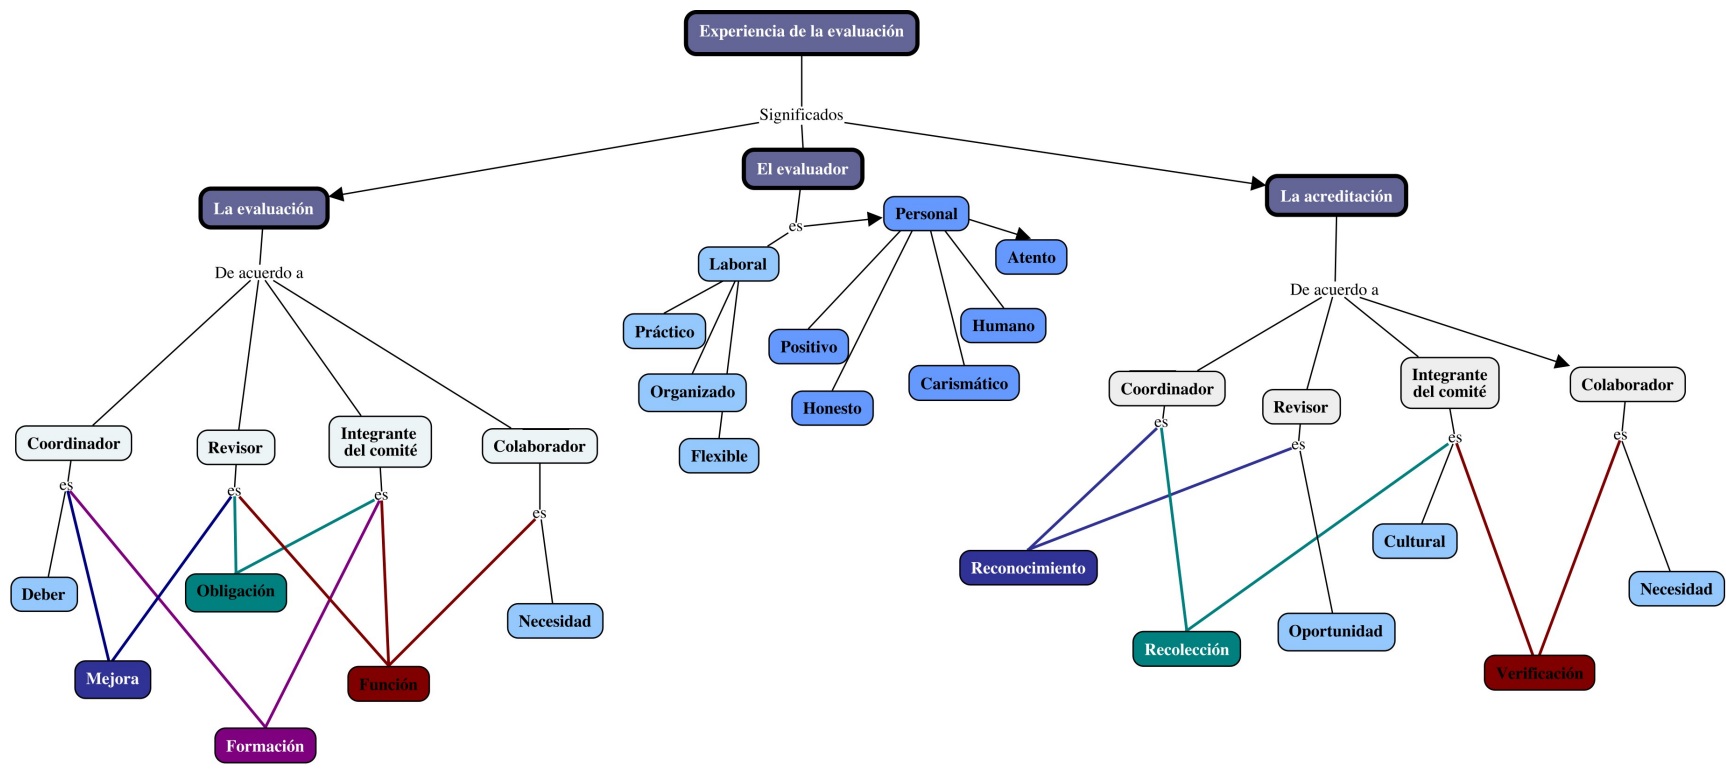 Experiencia de la evaluación
Significados
El evaluador
La evaluación
La acreditación
es
Personal
Atento
Laboral
De acuerdo a
De acuerdo a
Práctico
Positivo
Humano
Organizado
Carismático
Honesto
Flexible
Coordinador
Revisor
Integrante
del comité
Colaborador
Coordinador
Revisor
Integrante
del comité
Colaborador
es
es
es
es
es
es
es
es
Deber
Obligación
Necesidad
Mejora
Función
Formación
Reconocimiento
Cultural
Necesidad
Oportunidad
Recolección
Verificación